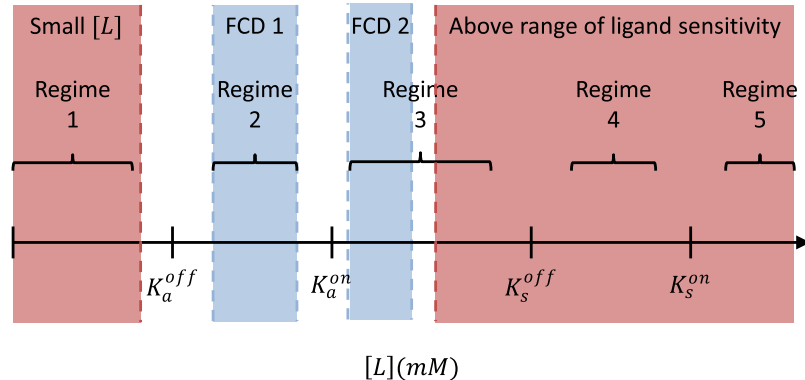 Small [L] FCD 1 FCD 2 Above range of ligand sensitivity
Regime Regime Regime Regime Regime
1 2 3 4 5
K_a^{off} K_a^{on} K_s^{off} K_s^{on}
[L](mM)